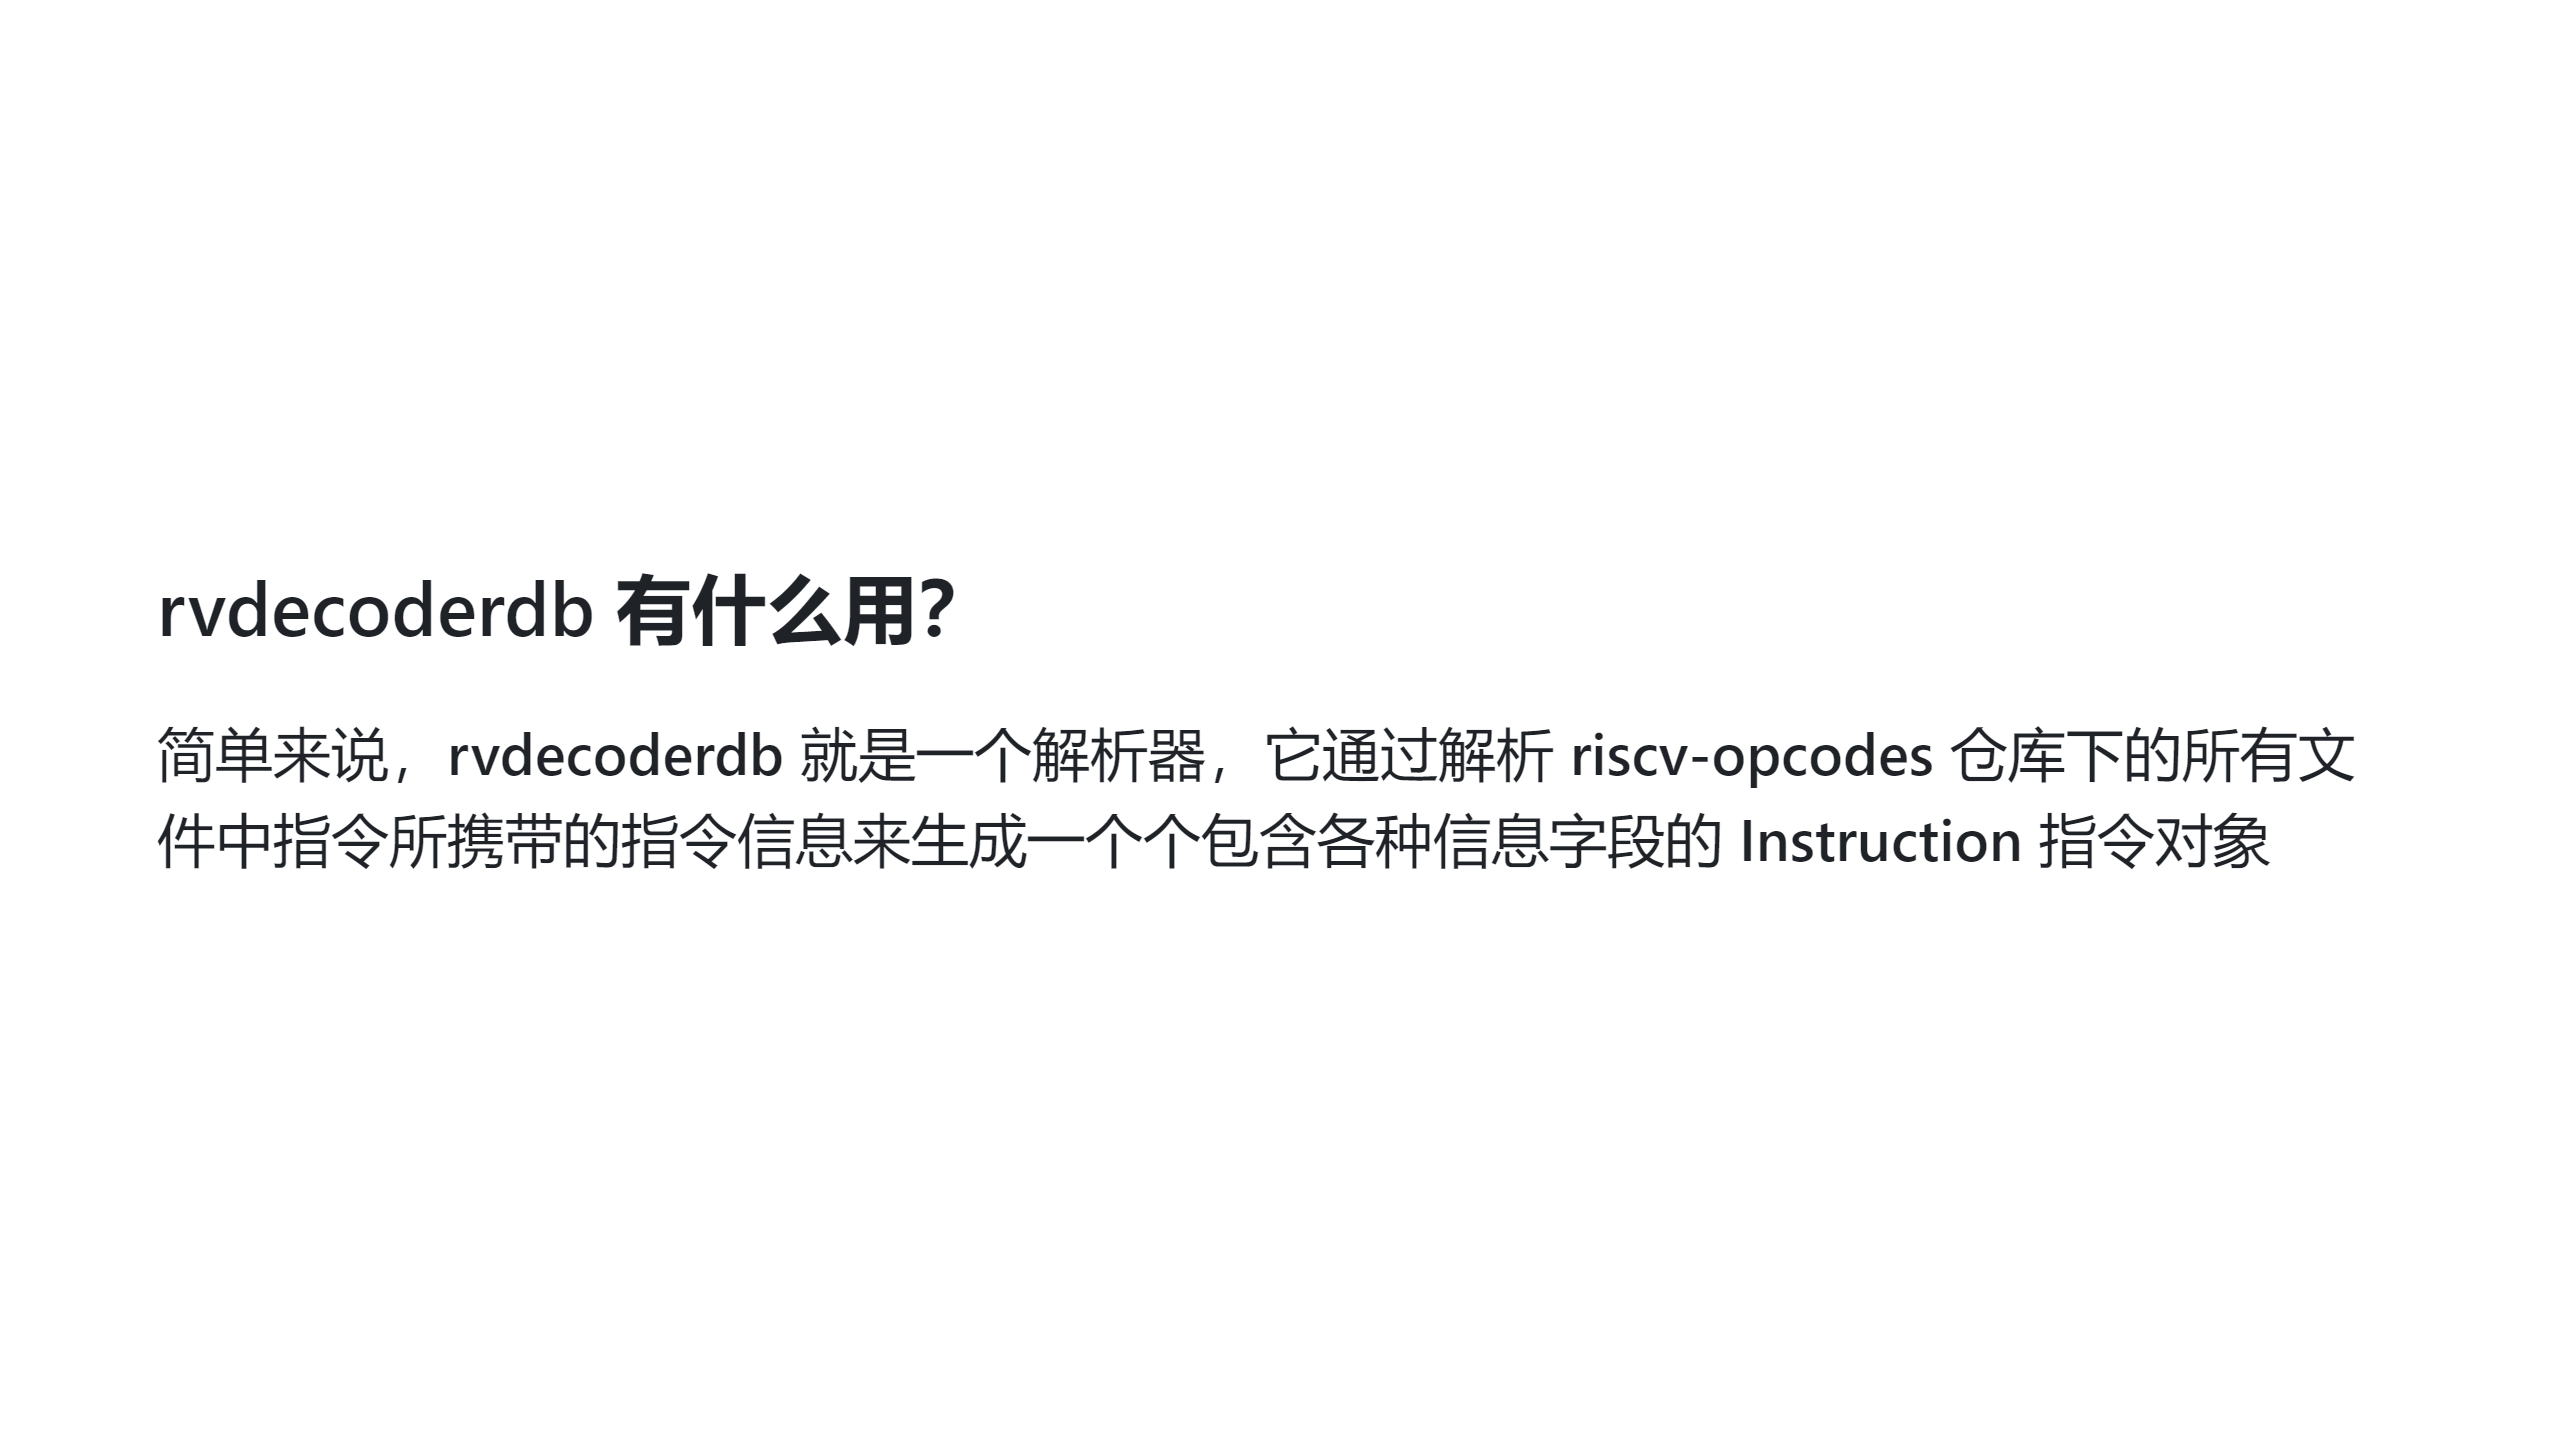 rvdecoderdb 有什么用？
简单来说，rvdecoderdb 就是一个解析器，它通过解析 riscv-opcodes 仓库下的所有文
件中指令所携带的指令信息来生成一个个包含各种信息字段的 Instruction 指令对象